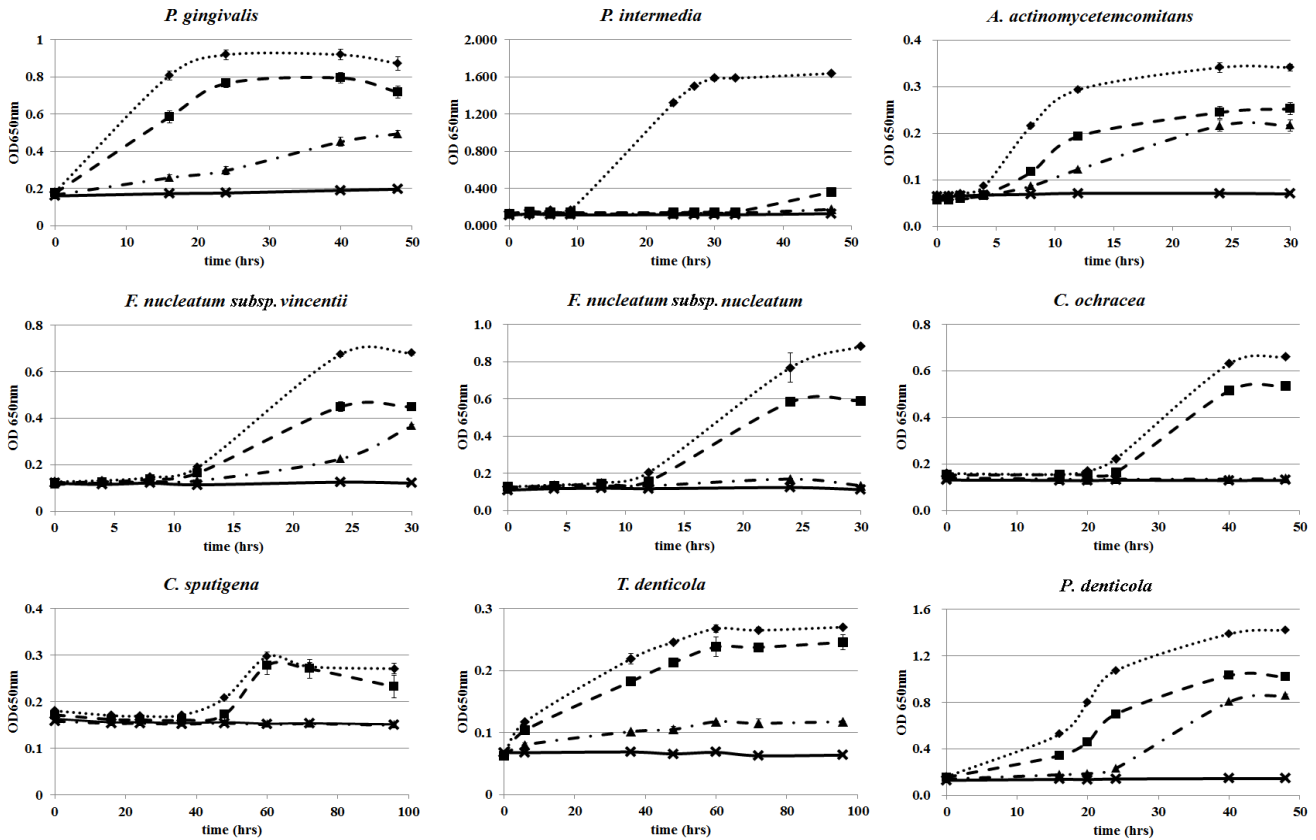 P. gingivalis
P. intermedia
A. actinomycetemcomitans
OD650nm
1
0.8
0.6
0.4
0.2
0
0 10 20 30 40 50
time (hrs)
OD 650nm
2.000
1.600
1.200
0.800
0.400
0.000
0 10 20 30 40 50
time (hrs)
OD 650nm
0.4
0.3
0.2
0.1
0.0
0 5 10 15 20 25 30
time (hrs)
F. nucleatum subsp. vincentii
F. nucleatum subsp. nucleatum
C. ochracea
OD 650nm
0.8
0.6
0.4
0.2
0
0 5 10 15 20 25 30
time (hrs)
OD 650nm
1.0
0.8
0.6
0.4
0.2
0.0
0 5 10 15 20 25 30
time (hrs)
OD 650nm
0.8
0.6
0.4
0.2
0
0 10 20 30 40 50
time (hrs)
C. sputigena
T. denticola
P. denticola
OD650nm
0.4
0.3
0.2
0.1
0
0 20 40 60 80 100
time (hrs)
OD650nm
0.3
0.2
0.1
0
0 20 40 60 80 100
time (hrs)
OD 650nm
1.6
1.2
0.8
0.4
0.0
0 10 20 30 40 50
time (hrs)